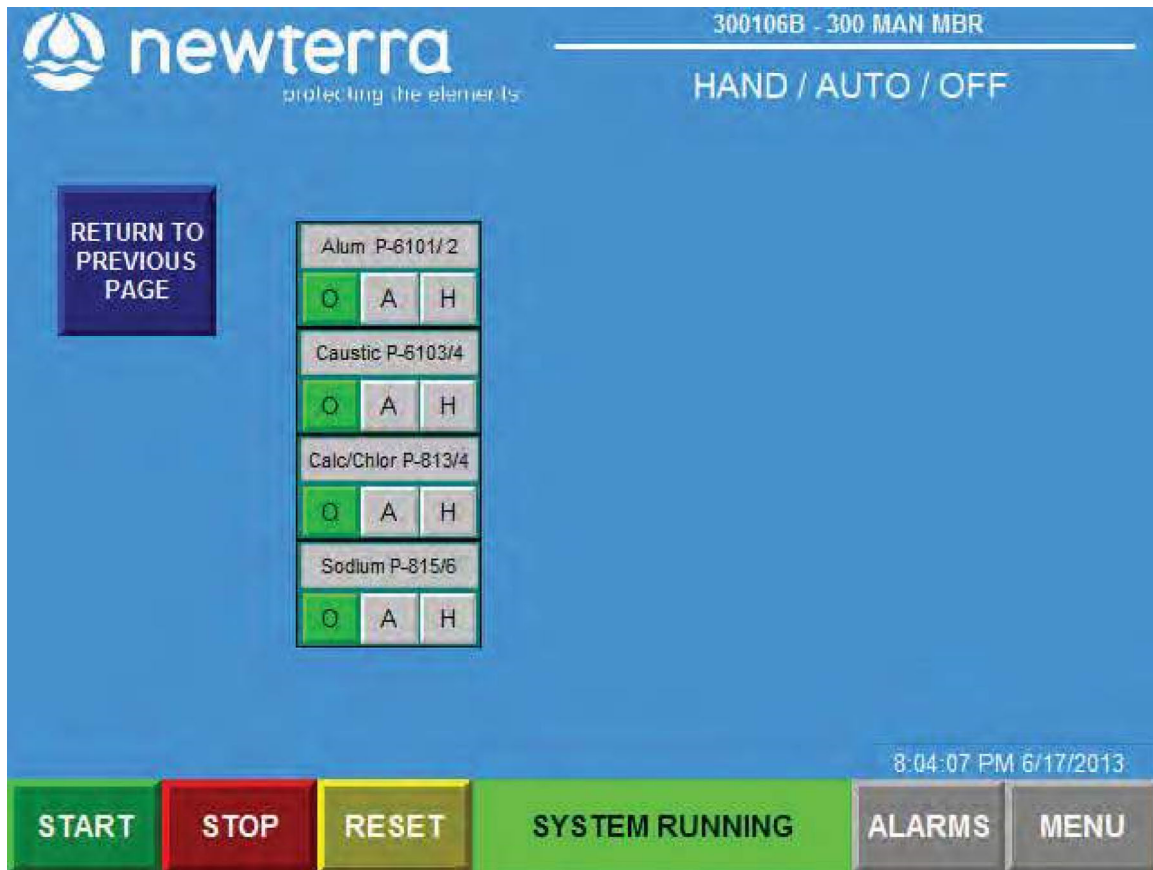 newterra
protecting the elements
300106B - 300 MAN MBR
HAND / AUTO / OFF
RETURN TO
PREVIOUS
PAGE
Alum P-6101/ 2
O A H
Caustic P-6103/4
O A H
Calc/Chlor P-813/4
O A H
Sodium P-815/6
O A H
8:04:07 PM 6/17/2013
START STOP RESET SYSTEM RUNNING ALARMS MENU